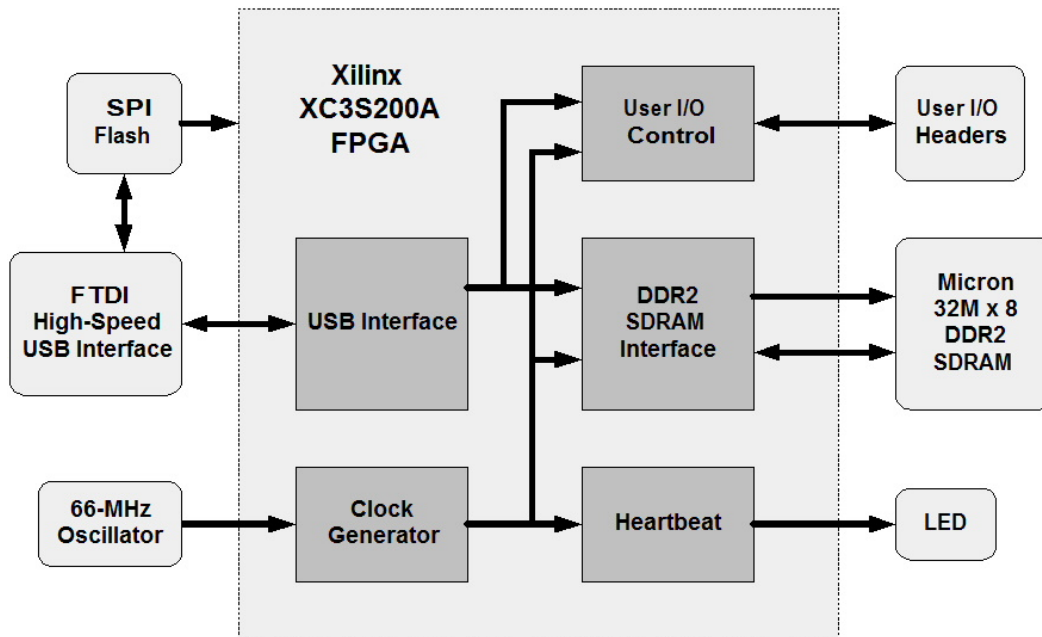 Xilinx
XC3S200A
FPGA
SPI
Flash
User I/O
Control
User I/O
Headers
FTDI
High-Speed
USB Interface
USB Interface
DDR2
SDRAM
Interface
Micron
32M x 8
DDR2
SDRAM
66-MHz
Oscillator
Clock
Generator
Heartbeat
LED